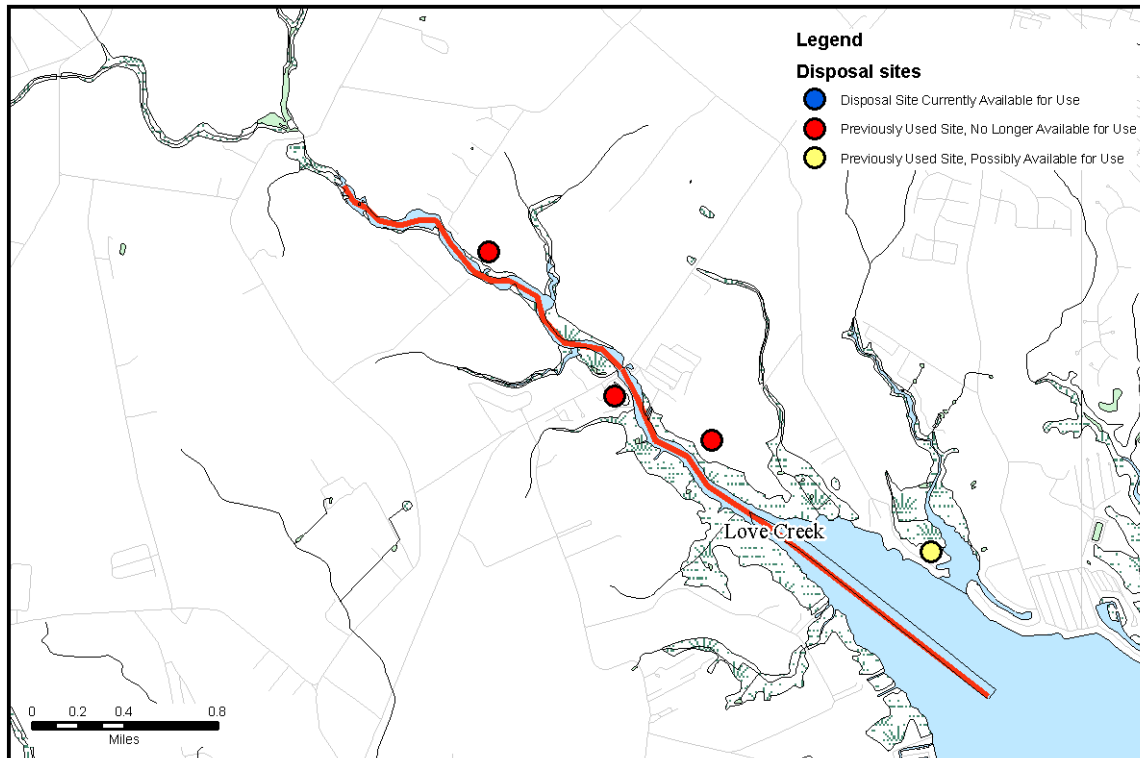 Legend
Disposal sites
Disposal Site Currently Available for Use
Previously Used Site, No Longer Available for Use
Previously Used Site, Possibly Available for Use
Love Creek
0 0.2 0.4 0.8
Miles